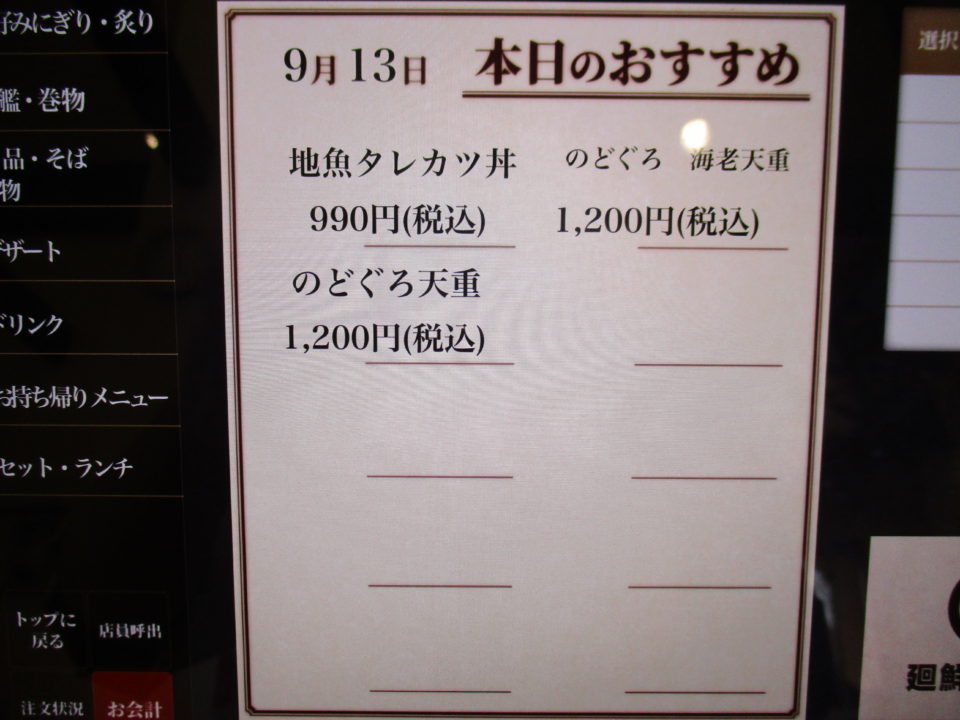 にぎり・炙り
・巻物
品・そば
物
ザート
ドリンク
お持ち帰りメニュー
セット・ランチ
トップに
戻る
店員呼出
注文状況
お会計
9月13日 本日のおすすめ
地魚タレカツ丼
990円(税込)
のどぐろ 海老天重
1,200円(税込)
のどぐろ天重
1,200円(税込)
選択
廻鮮